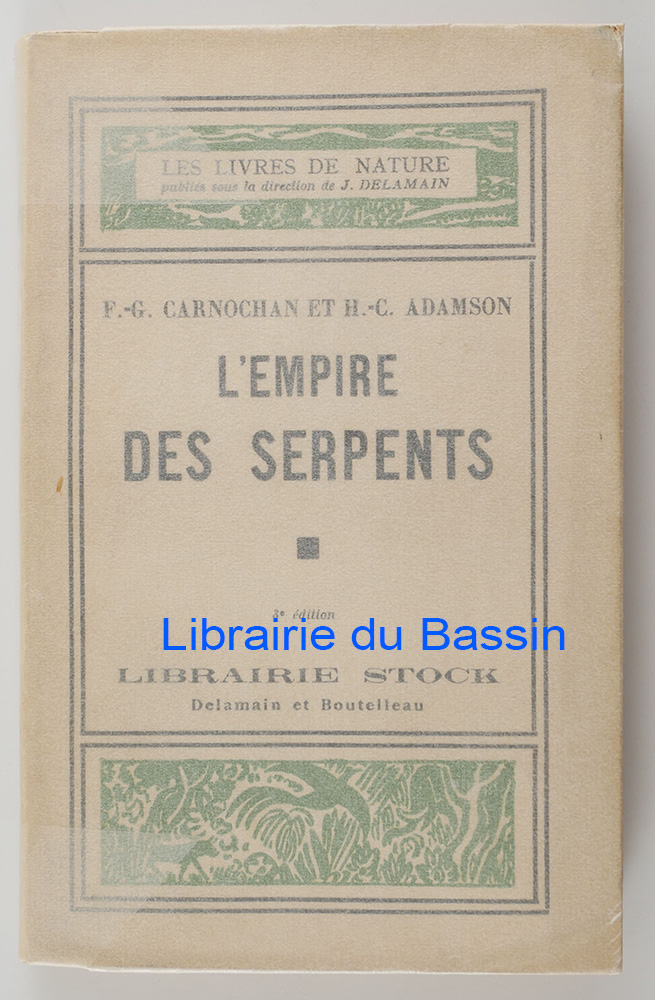 LES LIVRES DE NATURE
publiés sous la direction de J. DELAMAIN
F.-G. CARNOCHAN ET H.-C. ADAMSON
L'EMPIRE
DES SERPENTS
3e édition
Librairie du Bassin
LIBRAIRIE STOCK
Delamain et Boutelleau